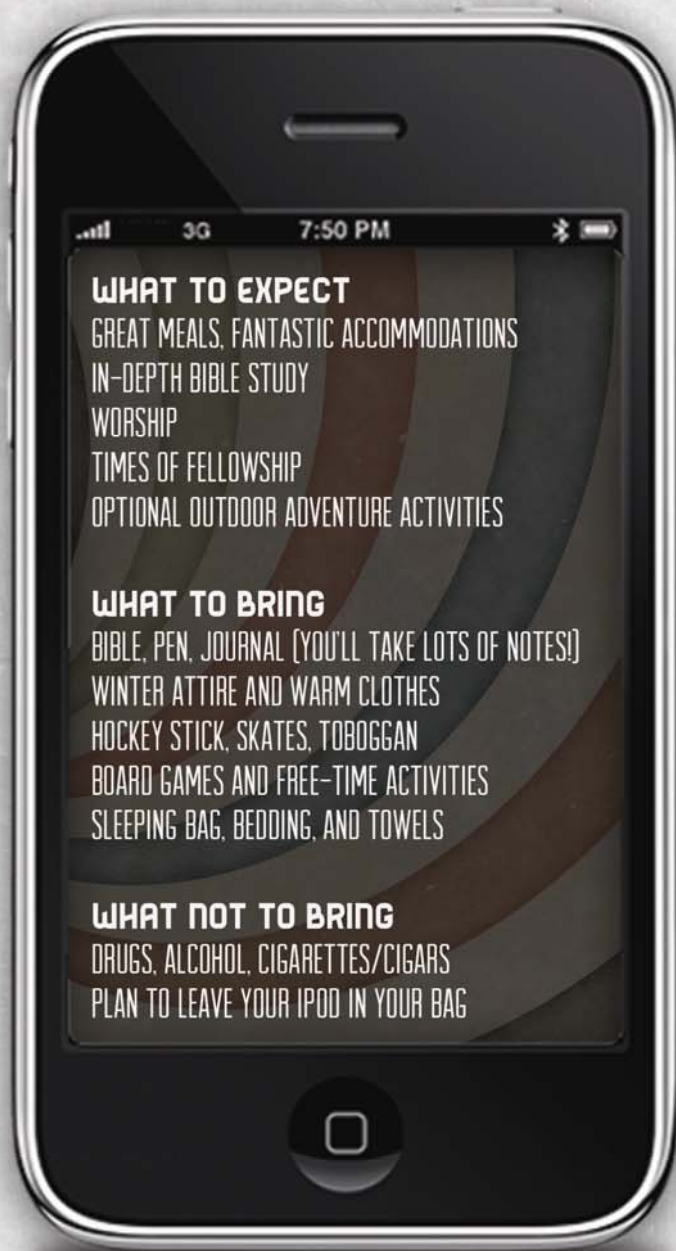 3G 7:50 PM
WHAT TO EXPECT
GREAT MEALS, FANTASTIC ACCOMMODATIONS
IN-DEPTH BIBLE STUDY
WORSHIP
TIMES OF FELLOWSHIP
OPTIONAL OUTDOOR ADVENTURE ACTIVITIES
WHAT TO BRING
BIBLE, PEN, JOURNAL (YOU'LL TAKE LOTS OF NOTES!)
WINTER ATTIRE AND WARM CLOTHES
HOCKEY STICK, SKATES, TOBOGGAN
BOARD GAMES AND FREE-TIME ACTIVITIES
SLEEPING BAG, BEDDING, AND TOWELS
WHAT NOT TO BRING
DRUGS, ALCOHOL, CIGARETTES/CIGARS
PLAN TO LEAVE YOUR IPOD IN YOUR BAG